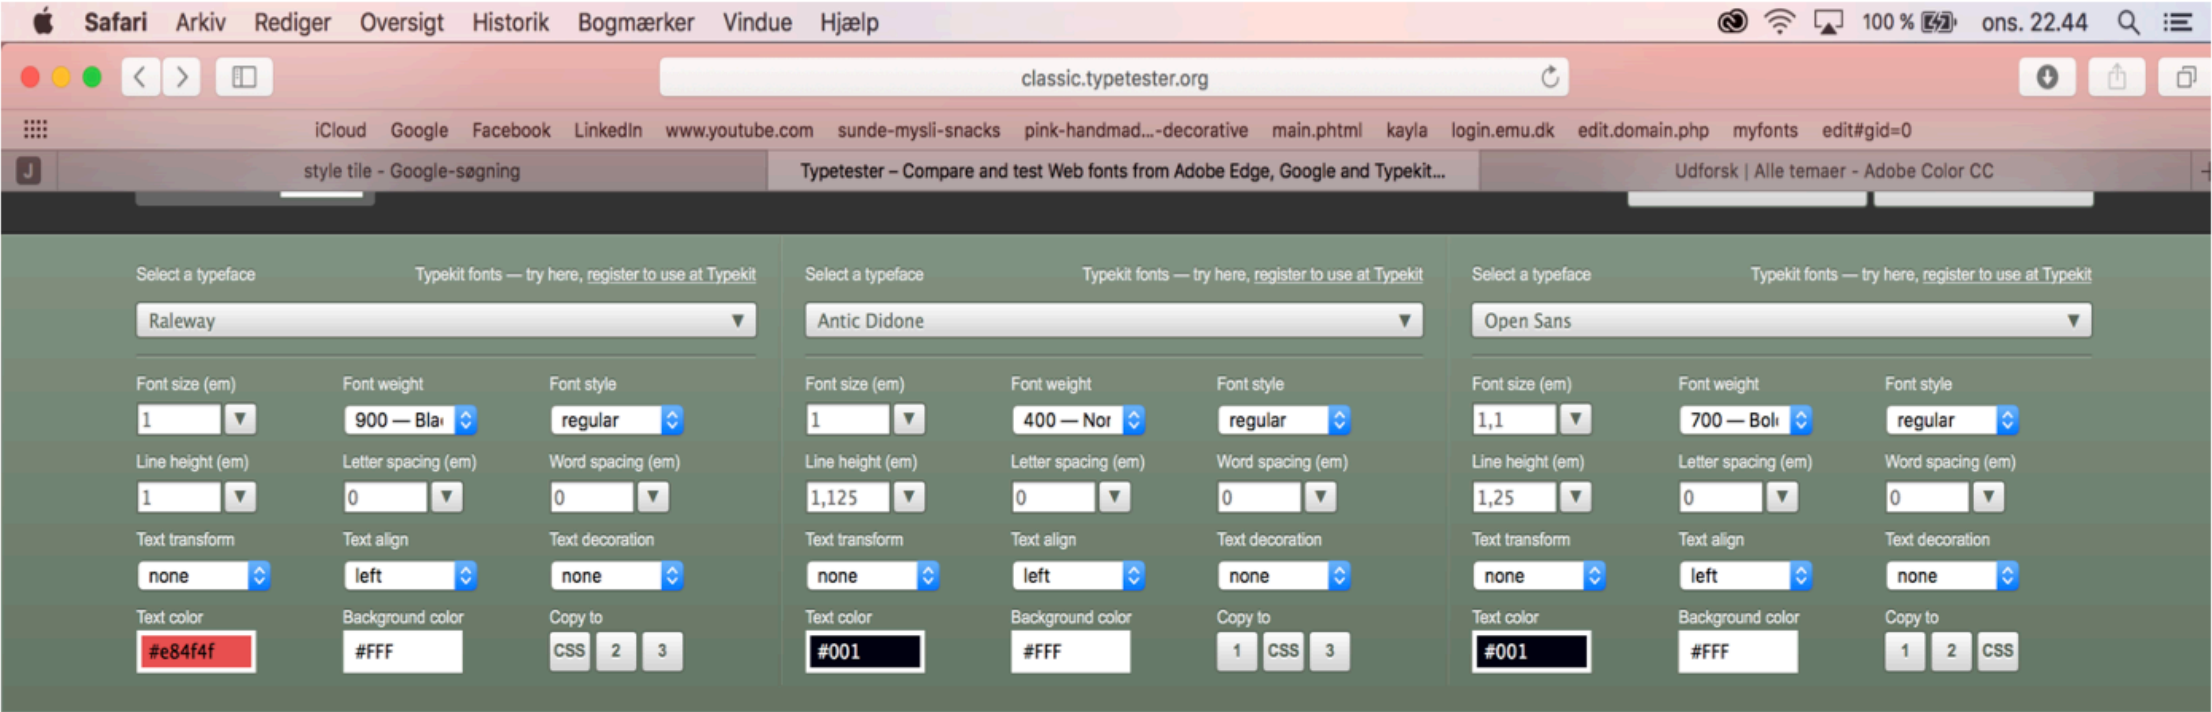 Safari Arkiv Rediger Oversigt Historik Bogmærker Vindue Hjælp 100 % ons. 22.44
classic.typetester.org
iCloud Google Facebook LinkedIn www.youtube.com sunde-mysli-snacks pink-handmad...-decorative main.phtml kayla login.emu.dk edit.domain.php myfonts edit#gid=0
J style tile - Google-søgning Typetester – Compare and test Web fonts from Adobe Edge, Google and Typekit... Udforsk | Alle temaer - Adobe Color CC
Select a typeface Typekit fonts — try here, register to use at Typekit
Raleway
Font size (em) Font weight Font style
1 900 — Bla regular
Line height (em) Letter spacing (em) Word spacing (em)
1 0 0
Text transform Text align Text decoration
none left none
Text color Background color Copy to
#e84f4f #FFF CSS 2 3
Select a typeface Typekit fonts — try here, register to use at Typekit
Antic Didone
Font size (em) Font weight Font style
1 400 — Nor regular
Line height (em) Letter spacing (em) Word spacing (em)
1,125 0 0
Text transform Text align Text decoration
none left none
Text color Background color Copy to
#001 #FFF 1 CSS 3
Select a typeface Typekit fonts — try here, register to use at Typekit
Open Sans
Font size (em) Font weight Font style
1,1 700 — Bol regular
Line height (em) Letter spacing (em) Word spacing (em)
1,25 0 0
Text transform Text align Text decoration
none left none
Text color Background color Copy to
#001 #FFF 1 2 CSS